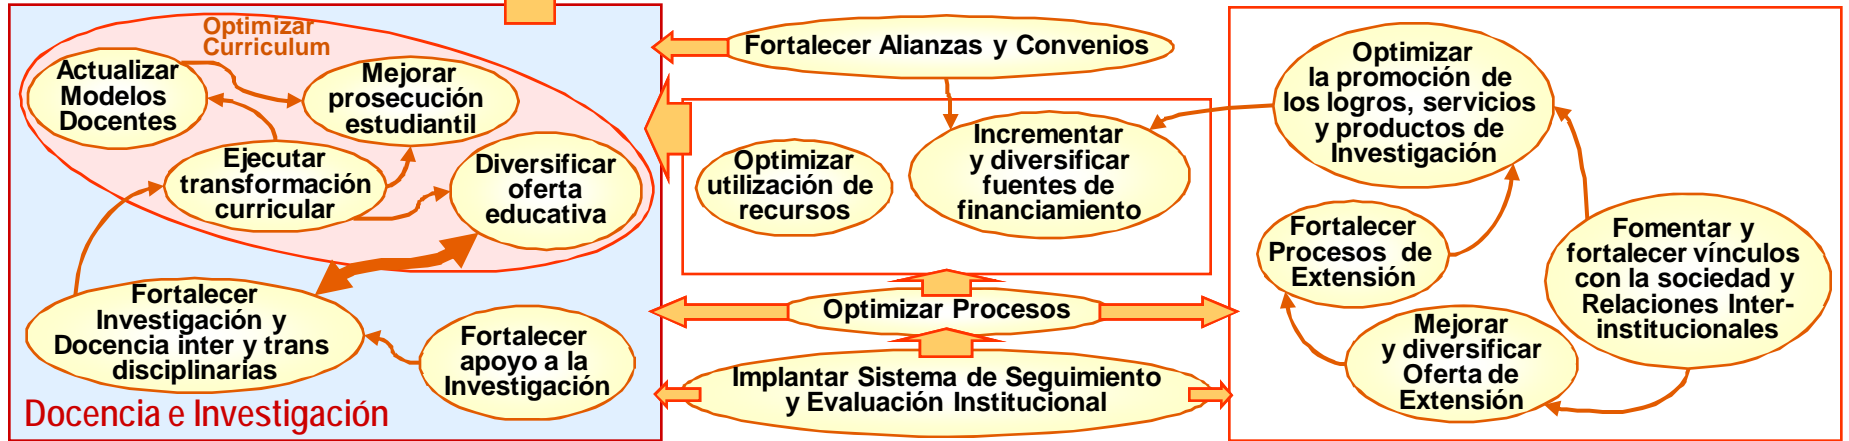 Optimizar
Curriculum
Actualizar
Modelos
Docentes
Mejorar
prosecución
estudiantil
Ejecutar
transformación
curricular
Diversificar
oferta
educativa
Fortalecer
Investigación y
Docencia inter y trans
disciplinarias
Fortalecer
apoyo a la
Investigación
Docencia e Investigación
Fortalecer Alianzas y Convenios
Optimizar
utilización de
recursos
Incrementar
y diversificar
fuentes de
financiamiento
Optimizar Procesos
Implantar Sistema de Seguimiento
y Evaluación Institucional
Optimizar
la promoción de
los logros, servicios
y productos de
Investigación
Fortalecer
Procesos de
Extensión
Fomentar y
fortalecer vínculos
con la sociedad y
Relaciones Inter-
institucionales
Mejorar
y diversificar
Oferta de
Extensión